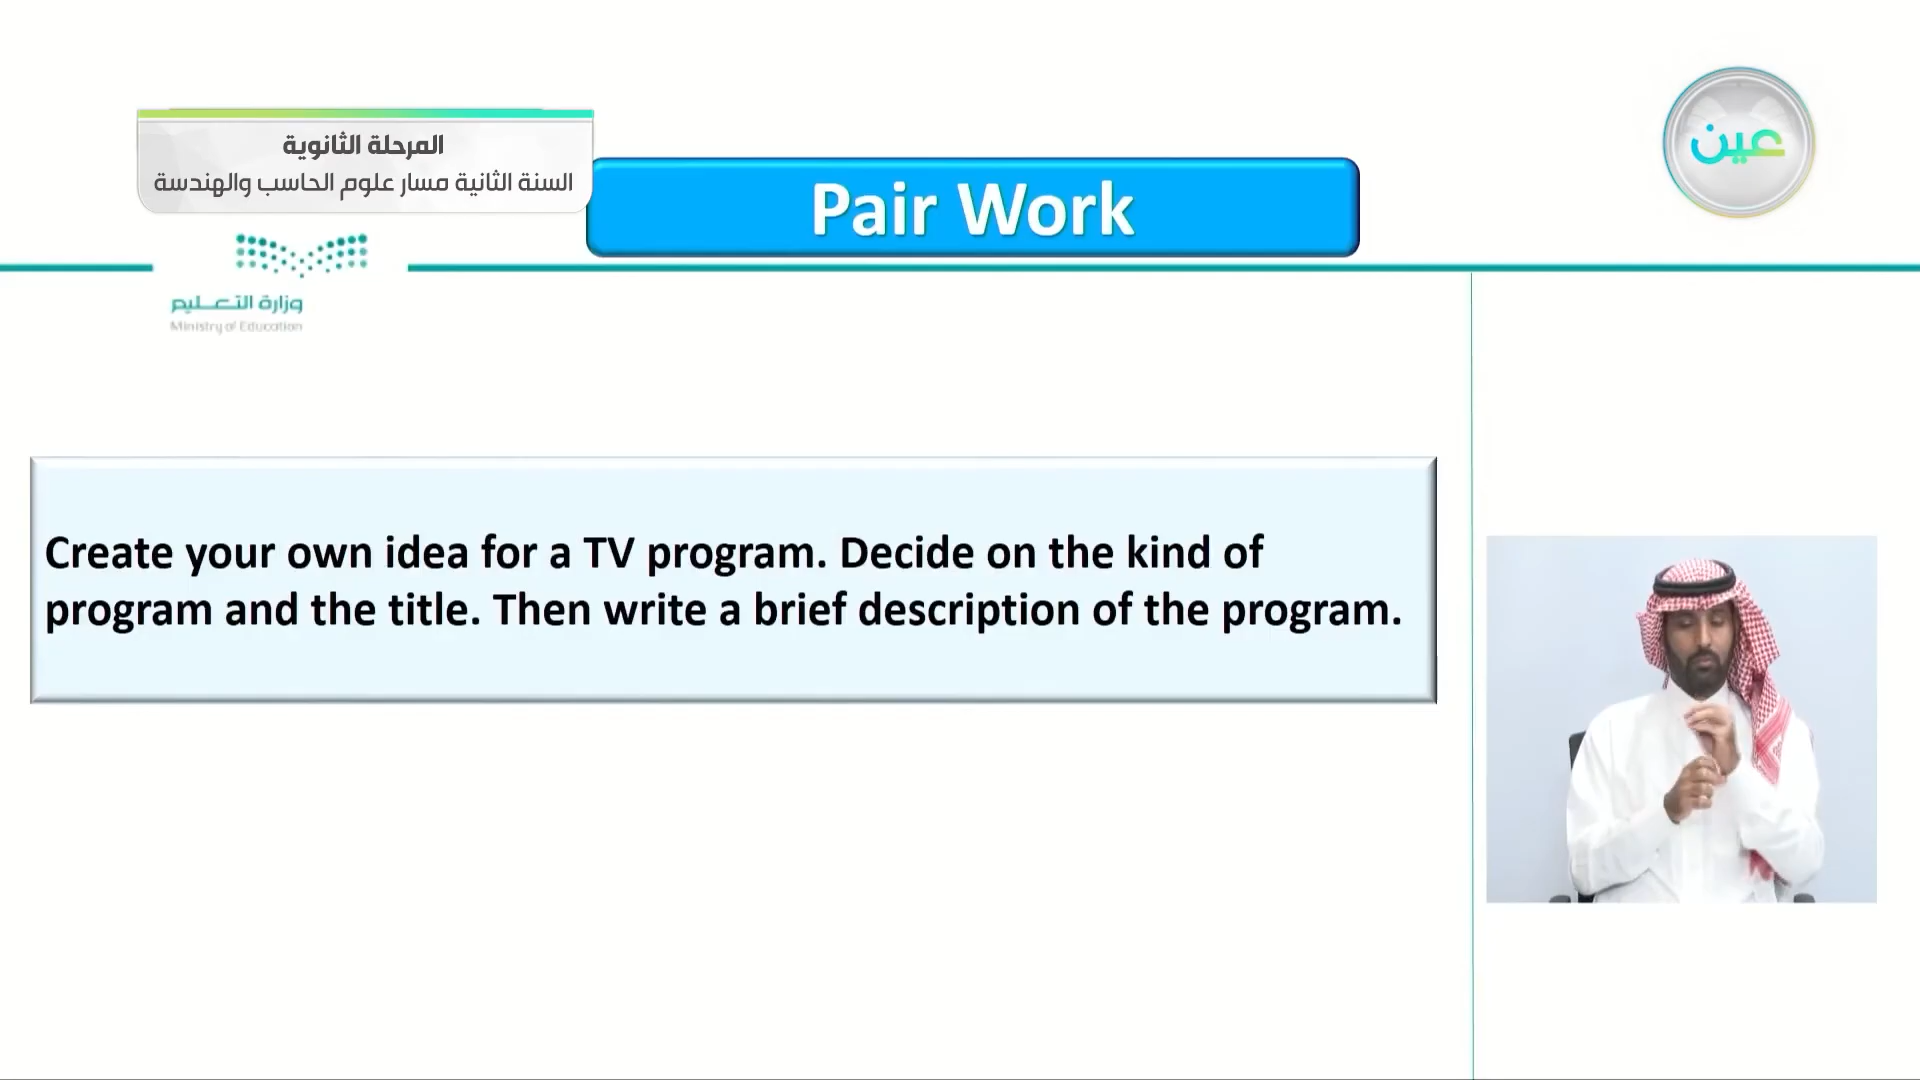 المرحلة الثانوية
السنة الثانية مسار علوم الحاسب والهندسة
عين
Pair Work
وزارة التعليم
Ministry of Education
Create your own idea for a TV program. Decide on the kind of
program and the title. Then write a brief description of the program.